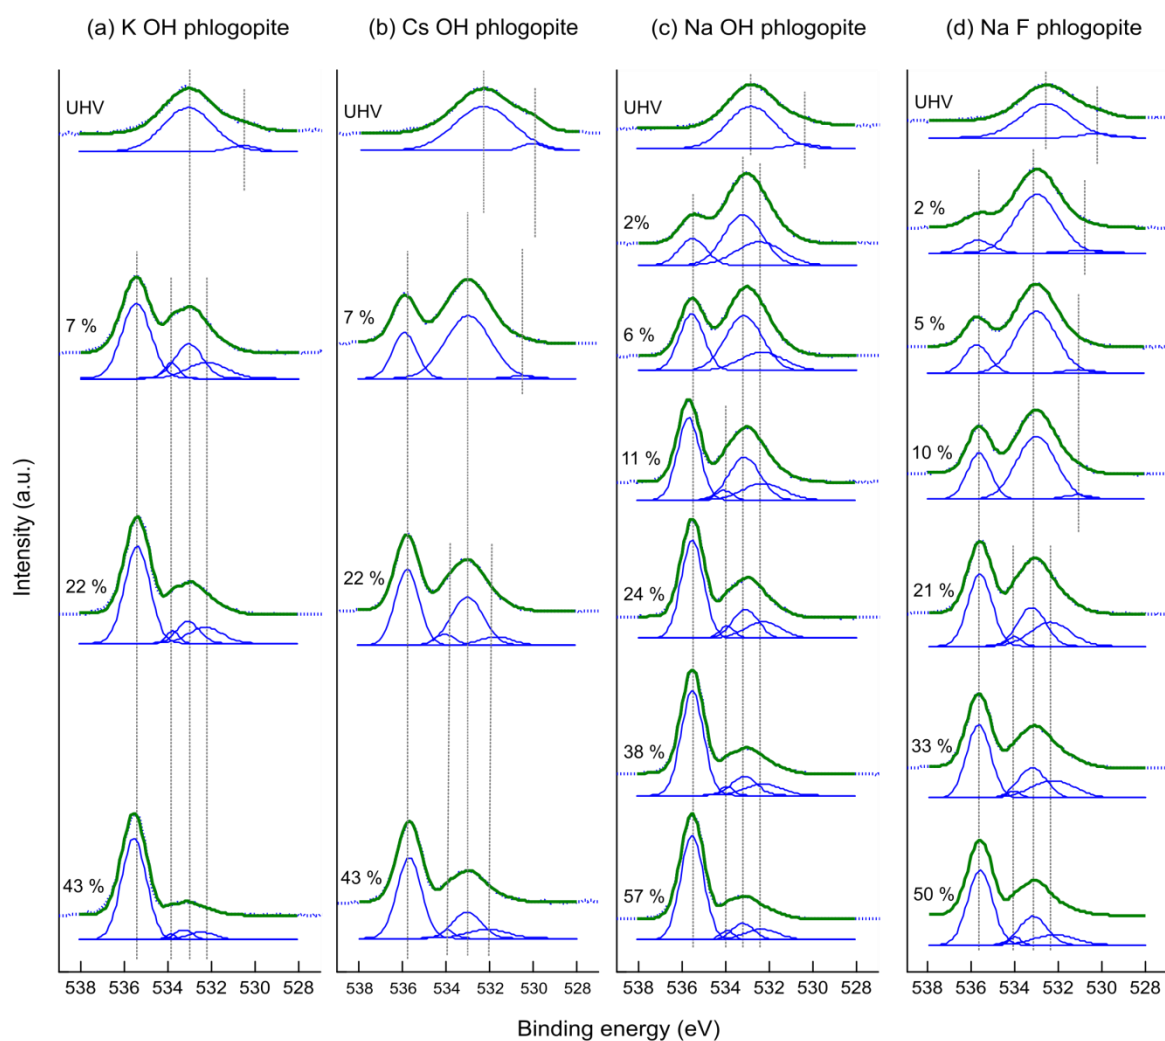 (a) K OH phlogopite
(b) Cs OH phlogopite
(c) Na OH phlogopite
(d) Na F phlogopite
Intensity (a.u.)
UHV
7 %
22 %
43 %
538 536 534 532 530 528
UHV
7 %
22 %
43 %
538 536 534 532 530 528
UHV
2%
6 %
11 %
24 %
38 %
57 %
538 536 534 532 530 528
UHV
2 %
5 %
10 %
21 %
33 %
50 %
538 536 534 532 530 528
Binding energy (eV)